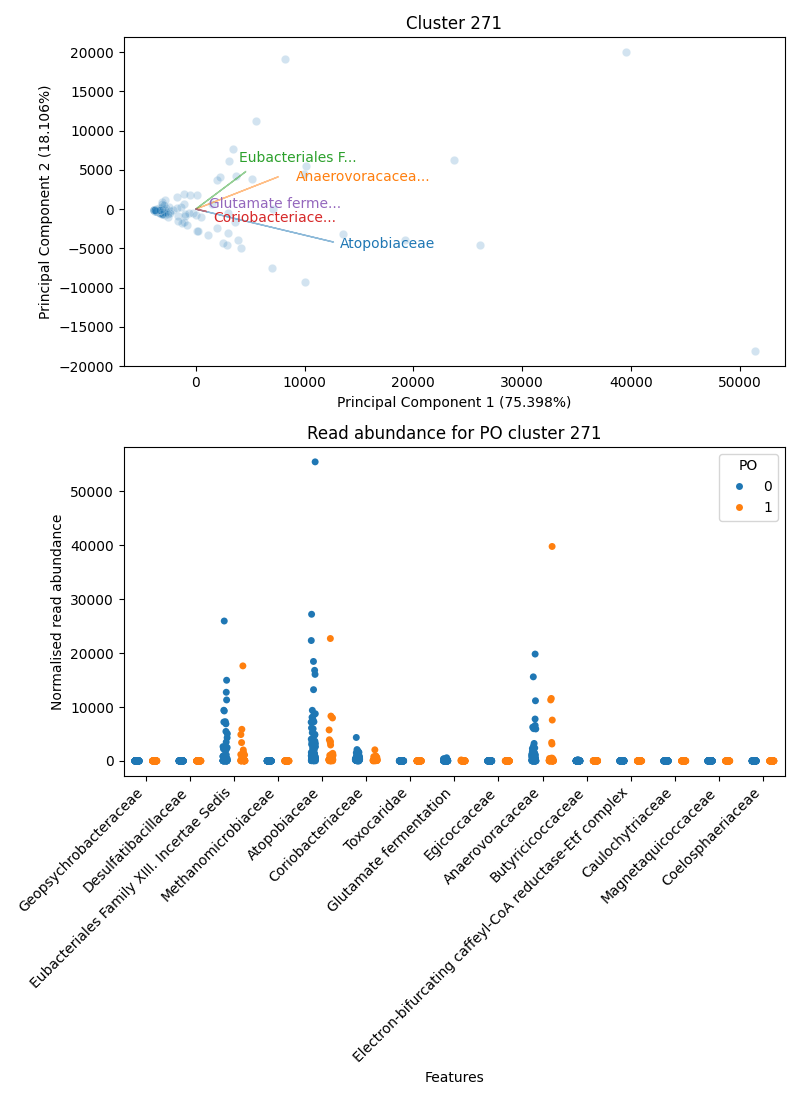 Cluster 271
Principal Component 2 (18.106%)
20000
15000
10000
5000
0
−5000
−10000
−15000
−20000
Eubacteriales F...
Anaerovoracacea...
Glutamate ferme...
Coriobacteriace...
Atopobiaceae
0 10000 20000 30000 40000 50000
Principal Component 1 (75.398%)
Read abundance for PO cluster 271
Normalised read abundance
50000
40000
30000
20000
10000
0
PO
0
1
Geopsychrobacteraceae
Desulfatibacillaceae
Eubacteriales Family XIII. Incertae Sedis
Methanomicrobiaceae
Atopobiaceae
Coriobacteriaceae
Toxocaridae
Glutamate fermentation
Egicoccaceae
Anaerovoracaceae
Butyricicoccaceae
Electron-bifurcating caffeyl-CoA reductase-Etf complex
Caulochytriaceae
Magnetaquicoccaceae
Coelosphaeriaceae
Features